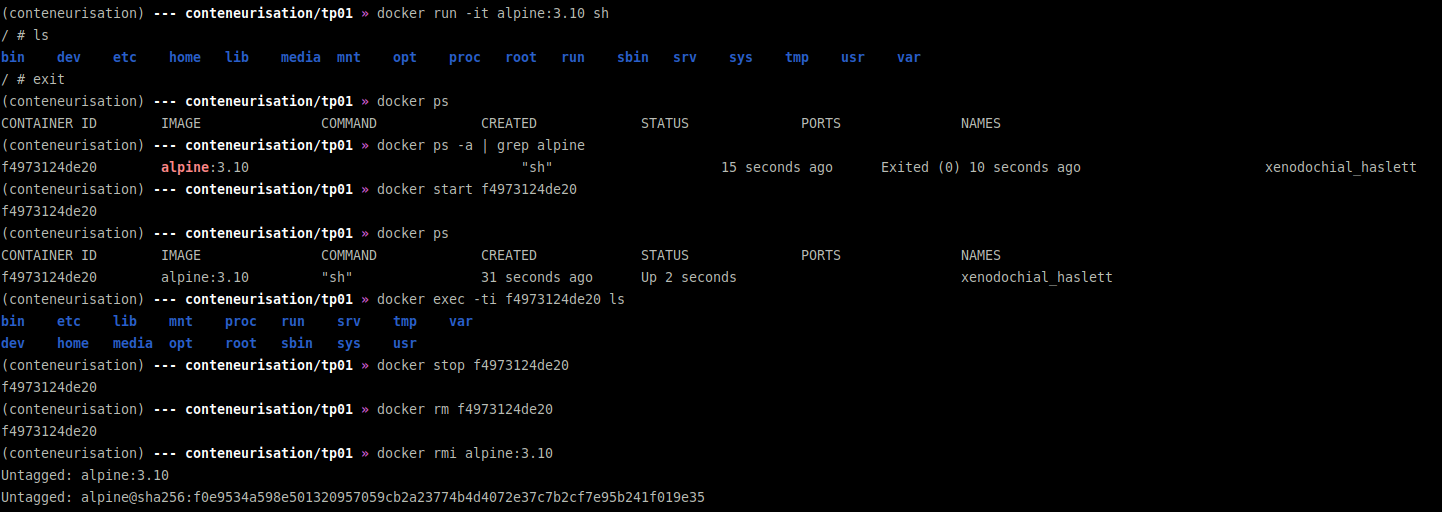 (conteneurisation) --- conteneurisation/tp01 » docker run -it alpine:3.10 sh
/ # ls
bin    dev    etc    home   lib    media  mnt    opt    proc   root   run    sbin   srv    sys    tmp    usr    var
/ # exit
(conteneurisation) --- conteneurisation/tp01 » docker ps
CONTAINER ID        IMAGE               COMMAND             CREATED             STATUS              PORTS               NAMES
(conteneurisation) --- conteneurisation/tp01 » docker ps -a | grep alpine
f4973124de20        alpine:3.10                                  "sh"                     15 seconds ago      Exited (0) 10 seconds ago                       xenodochial_haslett
(conteneurisation) --- conteneurisation/tp01 » docker start f4973124de20
f4973124de20
(conteneurisation) --- conteneurisation/tp01 » docker ps
CONTAINER ID        IMAGE               COMMAND             CREATED             STATUS              PORTS               NAMES
f4973124de20        alpine:3.10         "sh"                31 seconds ago      Up 2 seconds                            xenodochial_haslett
(conteneurisation) --- conteneurisation/tp01 » docker exec -ti f4973124de20 ls
bin    etc    lib    mnt    proc   run    srv    tmp    var
dev    home   media  opt    root   sbin   sys    usr
(conteneurisation) --- conteneurisation/tp01 » docker stop f4973124de20
f4973124de20
(conteneurisation) --- conteneurisation/tp01 » docker rm f4973124de20
f4973124de20
(conteneurisation) --- conteneurisation/tp01 » docker rmi alpine:3.10
Untagged: alpine:3.10
Untagged: alpine@sha256:f0e9534a598e501320957059cb2a23774b4d4072e37c7b2cf7e95b241f019e35